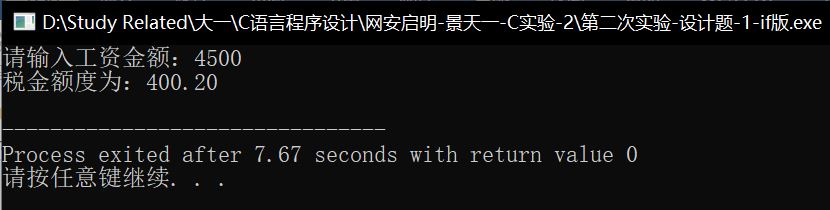 D:\Study Related\大一\C语言程序设计\网安启明-景天一-C实验-2\第二次实验-设计题-1-if版.exe
请输入工资金额：4500
税金额度为：400.20
--------------------------------
Process exited after 7.67 seconds with return value 0
请按任意键继续. . .